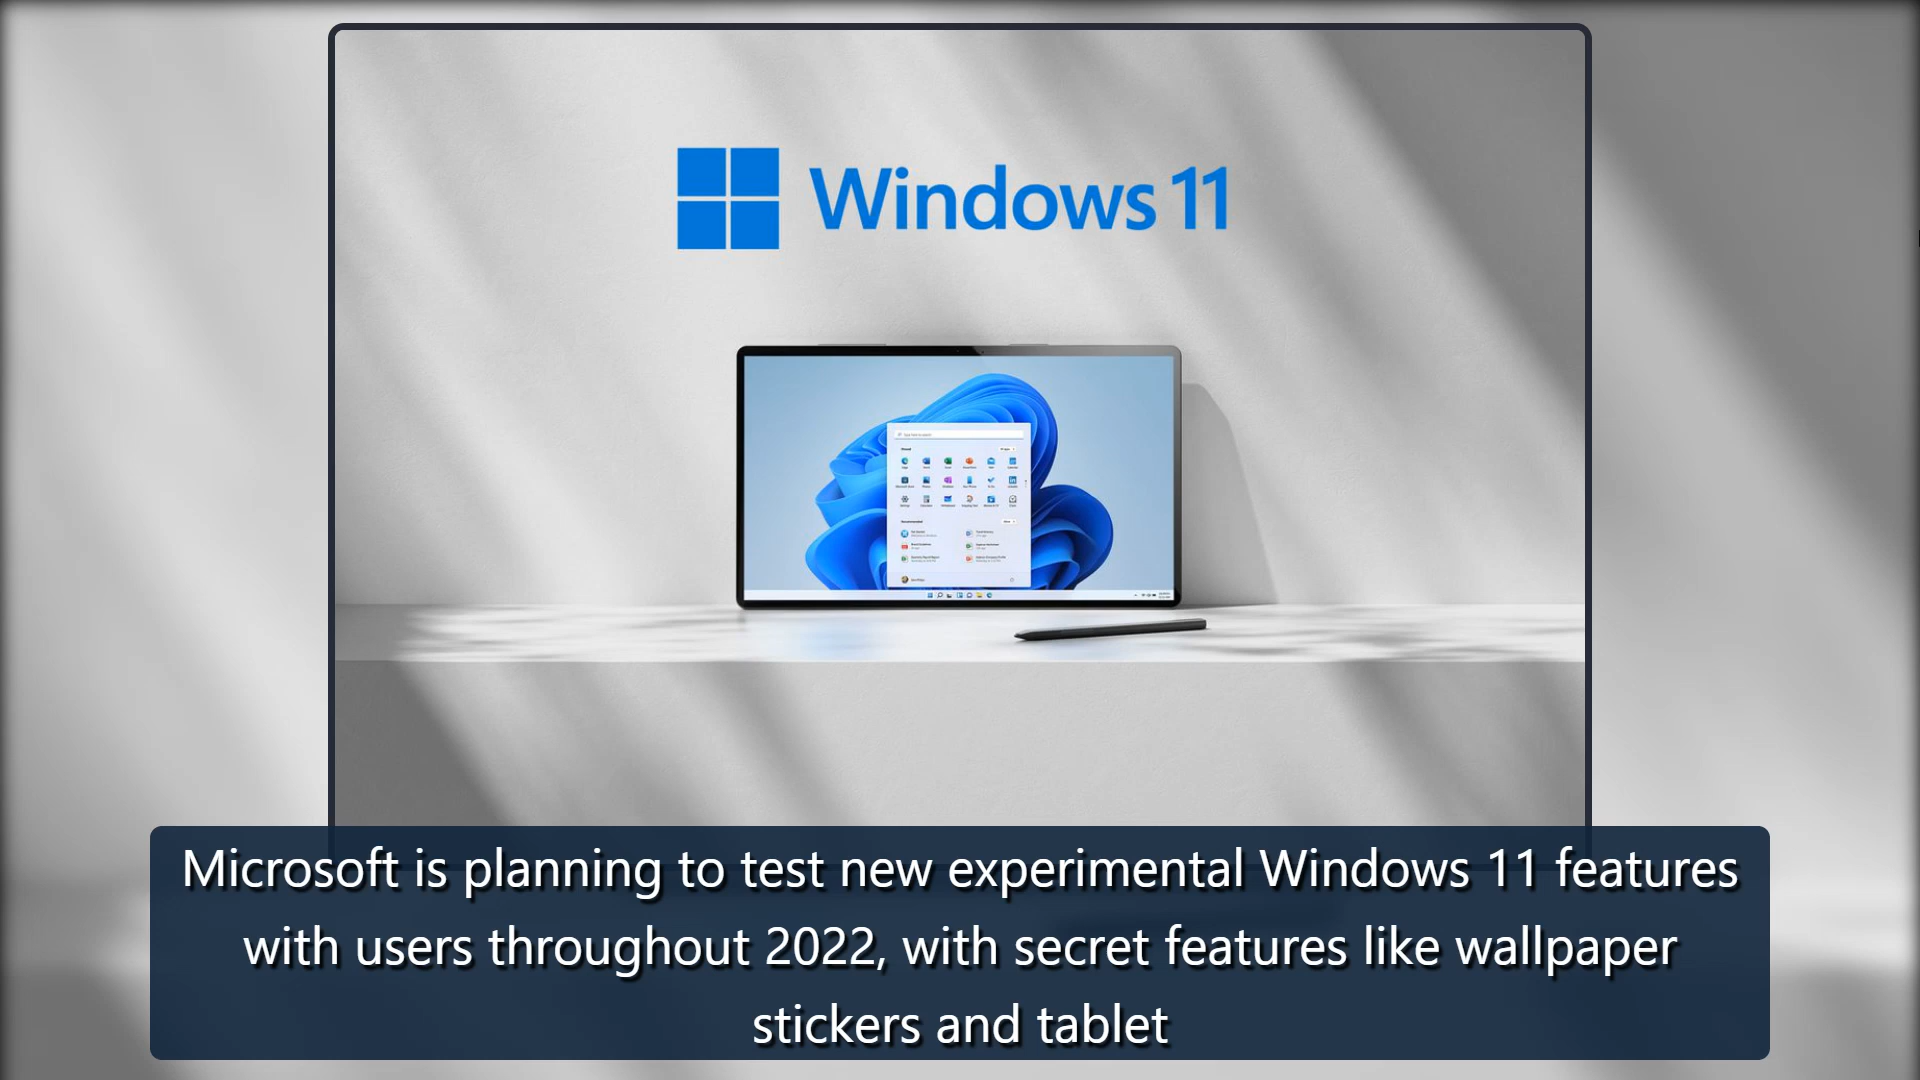 Windows 11
Microsoft is planning to test new experimental Windows 11 features
with users throughout 2022, with secret features like wallpaper
stickers and tablet